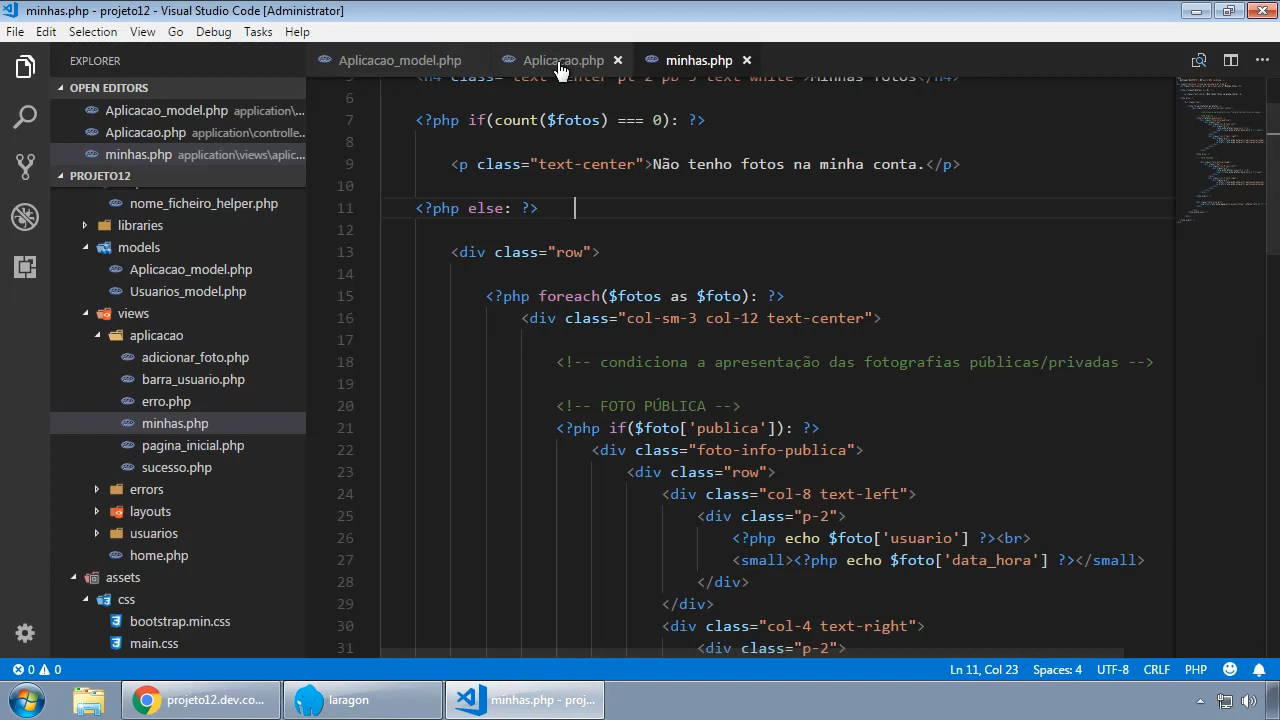 minhas.php - projeto12 - Visual Studio Code [Administrator]
File Edit Selection View Go Debug Tasks Help
EXPLORER
OPEN EDITORS
Aplicacao_model.php application\...
Aplicacao.php application\controlle...
minhas.php application\views\aplic...
PROJETO12
nome_ficheiro_helper.php
libraries
models
Aplicacao_model.php
Usuarios_model.php
views
aplicacao
adicionar_foto.php
barra_usuario.php
erro.php
minhas.php
pagina_inicial.php
sucesso.php
errors
layouts
usuarios
home.php
assets
css
bootstrap.min.css
main.css
Aplicacao_model.php Aplicacao.php minhas.php
6
7 <?php if(count($fotos) === 0): ?>
8
9 <p class="text-center">Não tenho fotos na minha conta.</p>
10
11 <?php else: ?>
12
13 <div class="row">
14
15 <?php foreach($fotos as $foto): ?>
16 <div class="col-sm-3 col-12 text-center">
17
18 <!-- condiciona a apresentação das fotografias públicas/privadas -->
19
20 <!-- FOTO PÚBLICA -->
21 <?php if($foto['publica']): ?>
22 <div class="foto-info-publica">
23 <div class="row">
24 <div class="col-8 text-left">
25 <div class="p-2">
26 <?php echo $foto['usuario'] ?><br>
27 <small><?php echo $foto['data_hora'] ?></small>
28 </div>
29 </div>
30 <div class="col-4 text-right">
31 <div class="p-2">
0 0 Ln 11, Col 23 Spaces: 4 UTF-8 CRLF PHP
projeto12.dev.co... laragon minhas.php - proj...